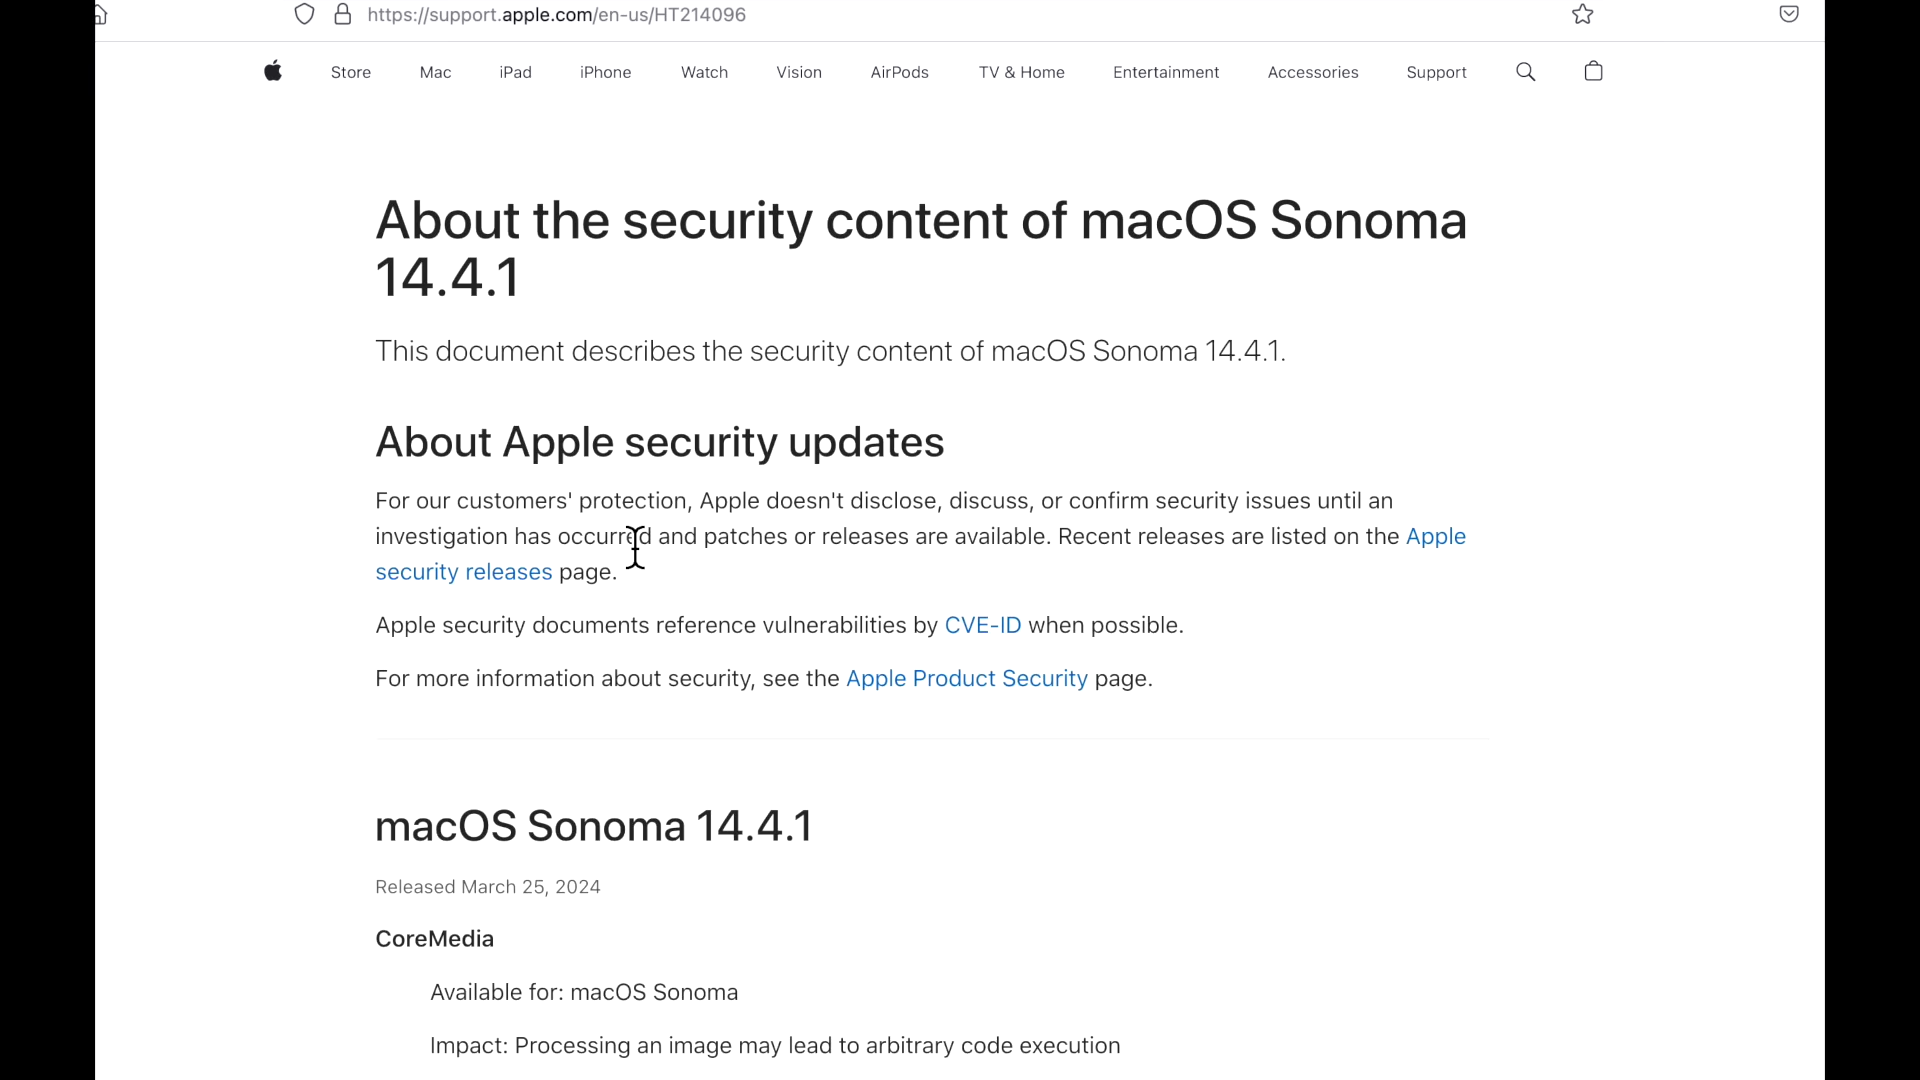 https://support.apple.com/en-us/HT214096
Store Mac iPad iPhone Watch Vision AirPods TV & Home Entertainment Accessories Support
About the security content of macOS Sonoma
14.4.1
This document describes the security content of macOS Sonoma 14.4.1.
About Apple security updates
For our customers' protection, Apple doesn't disclose, discuss, or confirm security issues until an
investigation has occurred and patches or releases are available. Recent releases are listed on the Apple
security releases page.
Apple security documents reference vulnerabilities by CVE-ID when possible.
For more information about security, see the Apple Product Security page.
macOS Sonoma 14.4.1
Released March 25, 2024
CoreMedia
Available for: macOS Sonoma
Impact: Processing an image may lead to arbitrary code execution